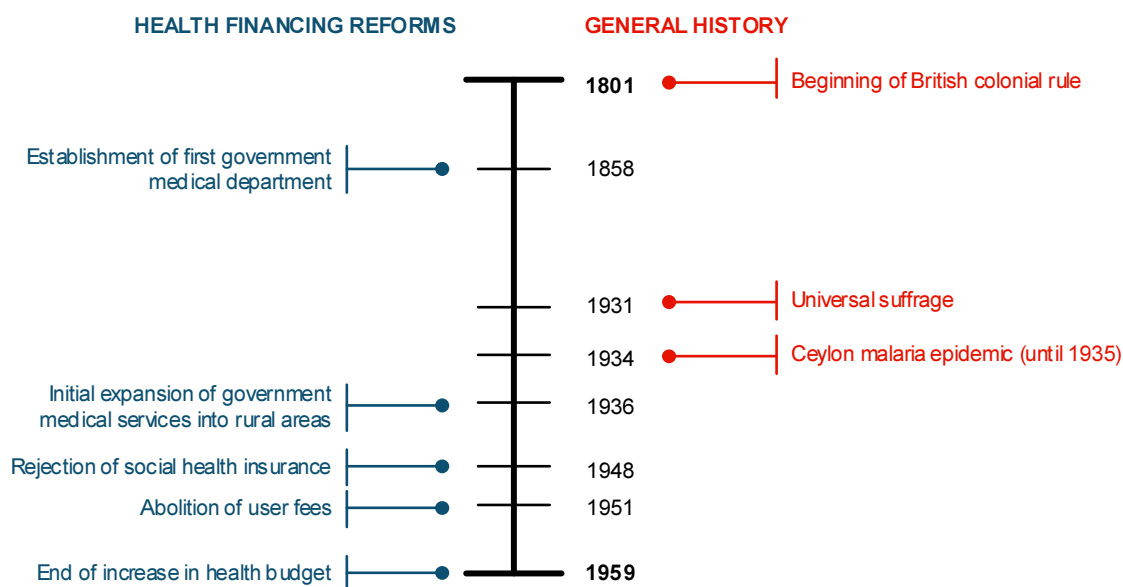 HEALTH FINANCING REFORMS
GENERAL HISTORY
1801
Beginning of British colonial rule
Establishment of first government
medical department
1858
1931
Universal suffrage
1934
Ceylon malaria epidemic (until 1935)
Initial expansion of government
medical services into rural areas
1936
Rejection of social health insurance
1948
Abolition of user fees
1951
End of increase in health budget
1959